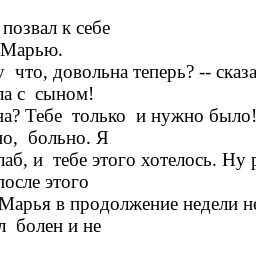 позвал к себе
Марью.
что, довольна теперь? -- сказа
с сыном!
на? Тебе только и нужно было!
но, больно. Я
лаб, и тебе этого хотелось. Ну р
после этого
Марья в продолжение недели не
л болен и не